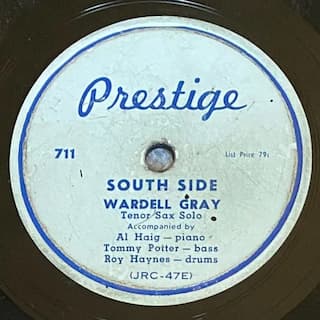 Prestige
711
List Price 79¢
SOUTH SIDE
WARDELL GRAY
Tenor Sax Solo
Accompanied by
Al Haig — piano
Tommy Potter — bass
Roy Haynes — drums
(JRC-47E)